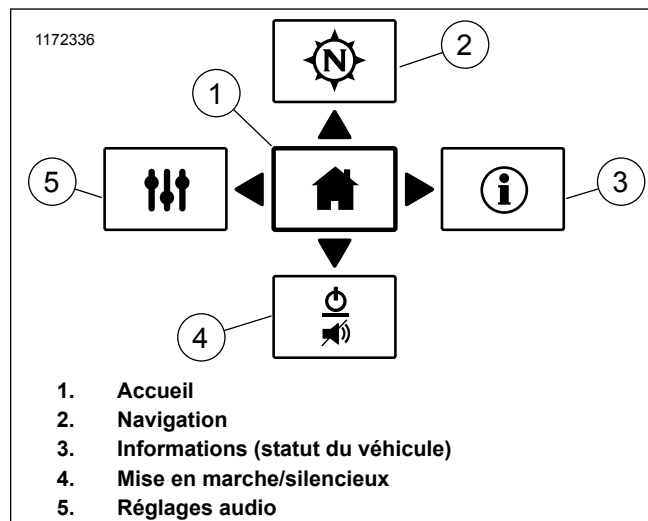 1172336
N
1
2
3
4
5
1. Accueil
2. Navigation
3. Informations (statut du véhicule)
4. Mise en marche/silencieux
5. Réglages audio